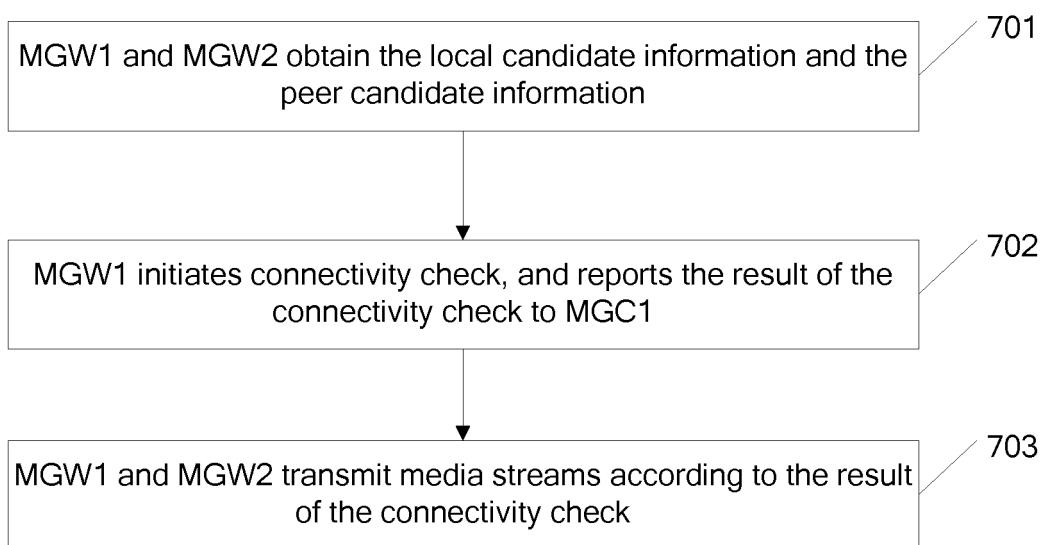 701
MGW1 and MGW2 obtain the local candidate information and the
peer candidate information
702
MGW1 initiates connectivity check, and reports the result of the
connectivity check to MGC1
703
MGW1 and MGW2 transmit media streams according to the result
of the connectivity check